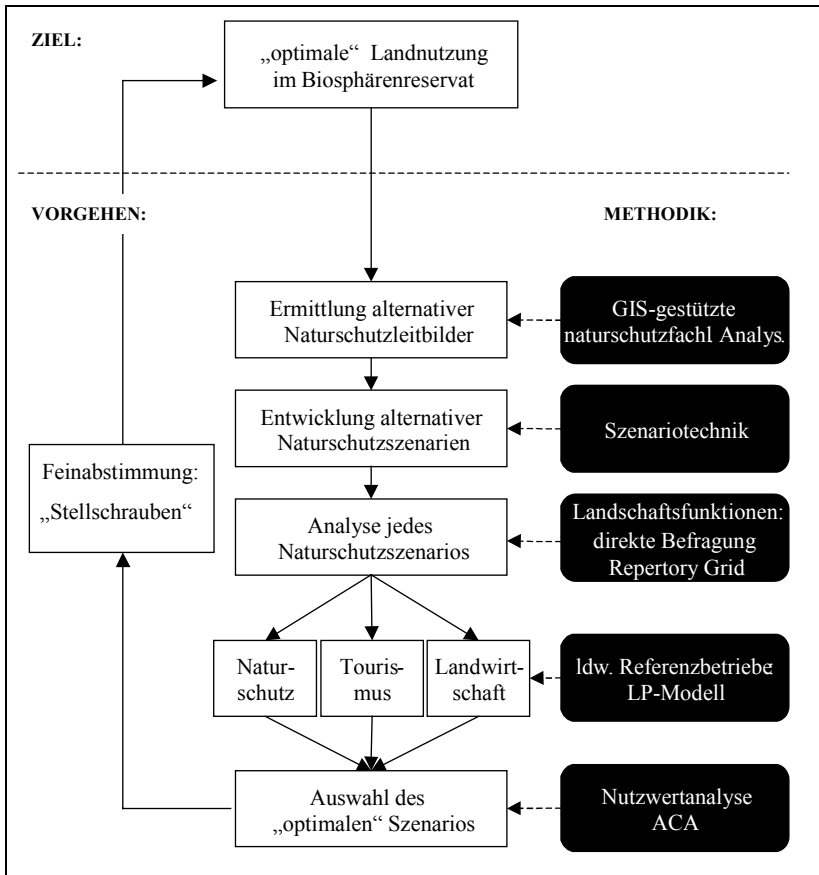 ZIEL:
„optimale“ Landnutzung
im Biosphärenreservat
VORGEHEN:
METHODIK:
Ermittlung alternativer
Naturschutzleitbilder
GIS-gestützte
naturschutzfachl Analys.
Entwicklung alternativer
Naturschutzszenarien
Szenariotechnik
Feinabstimmung:
„Stellschrauben“
Analyse jedes
Naturschutzszenarios
Landschaftsfunktionen:
direkte Befragung
Repertory Grid
Natur-
schutz
Touris-
mus
Landwirt-
schaft
ldw. Referenzbetriebe:
LP-Modell
Auswahl des
„optimalen“ Szenarios
Nutzwertanalyse
ACA